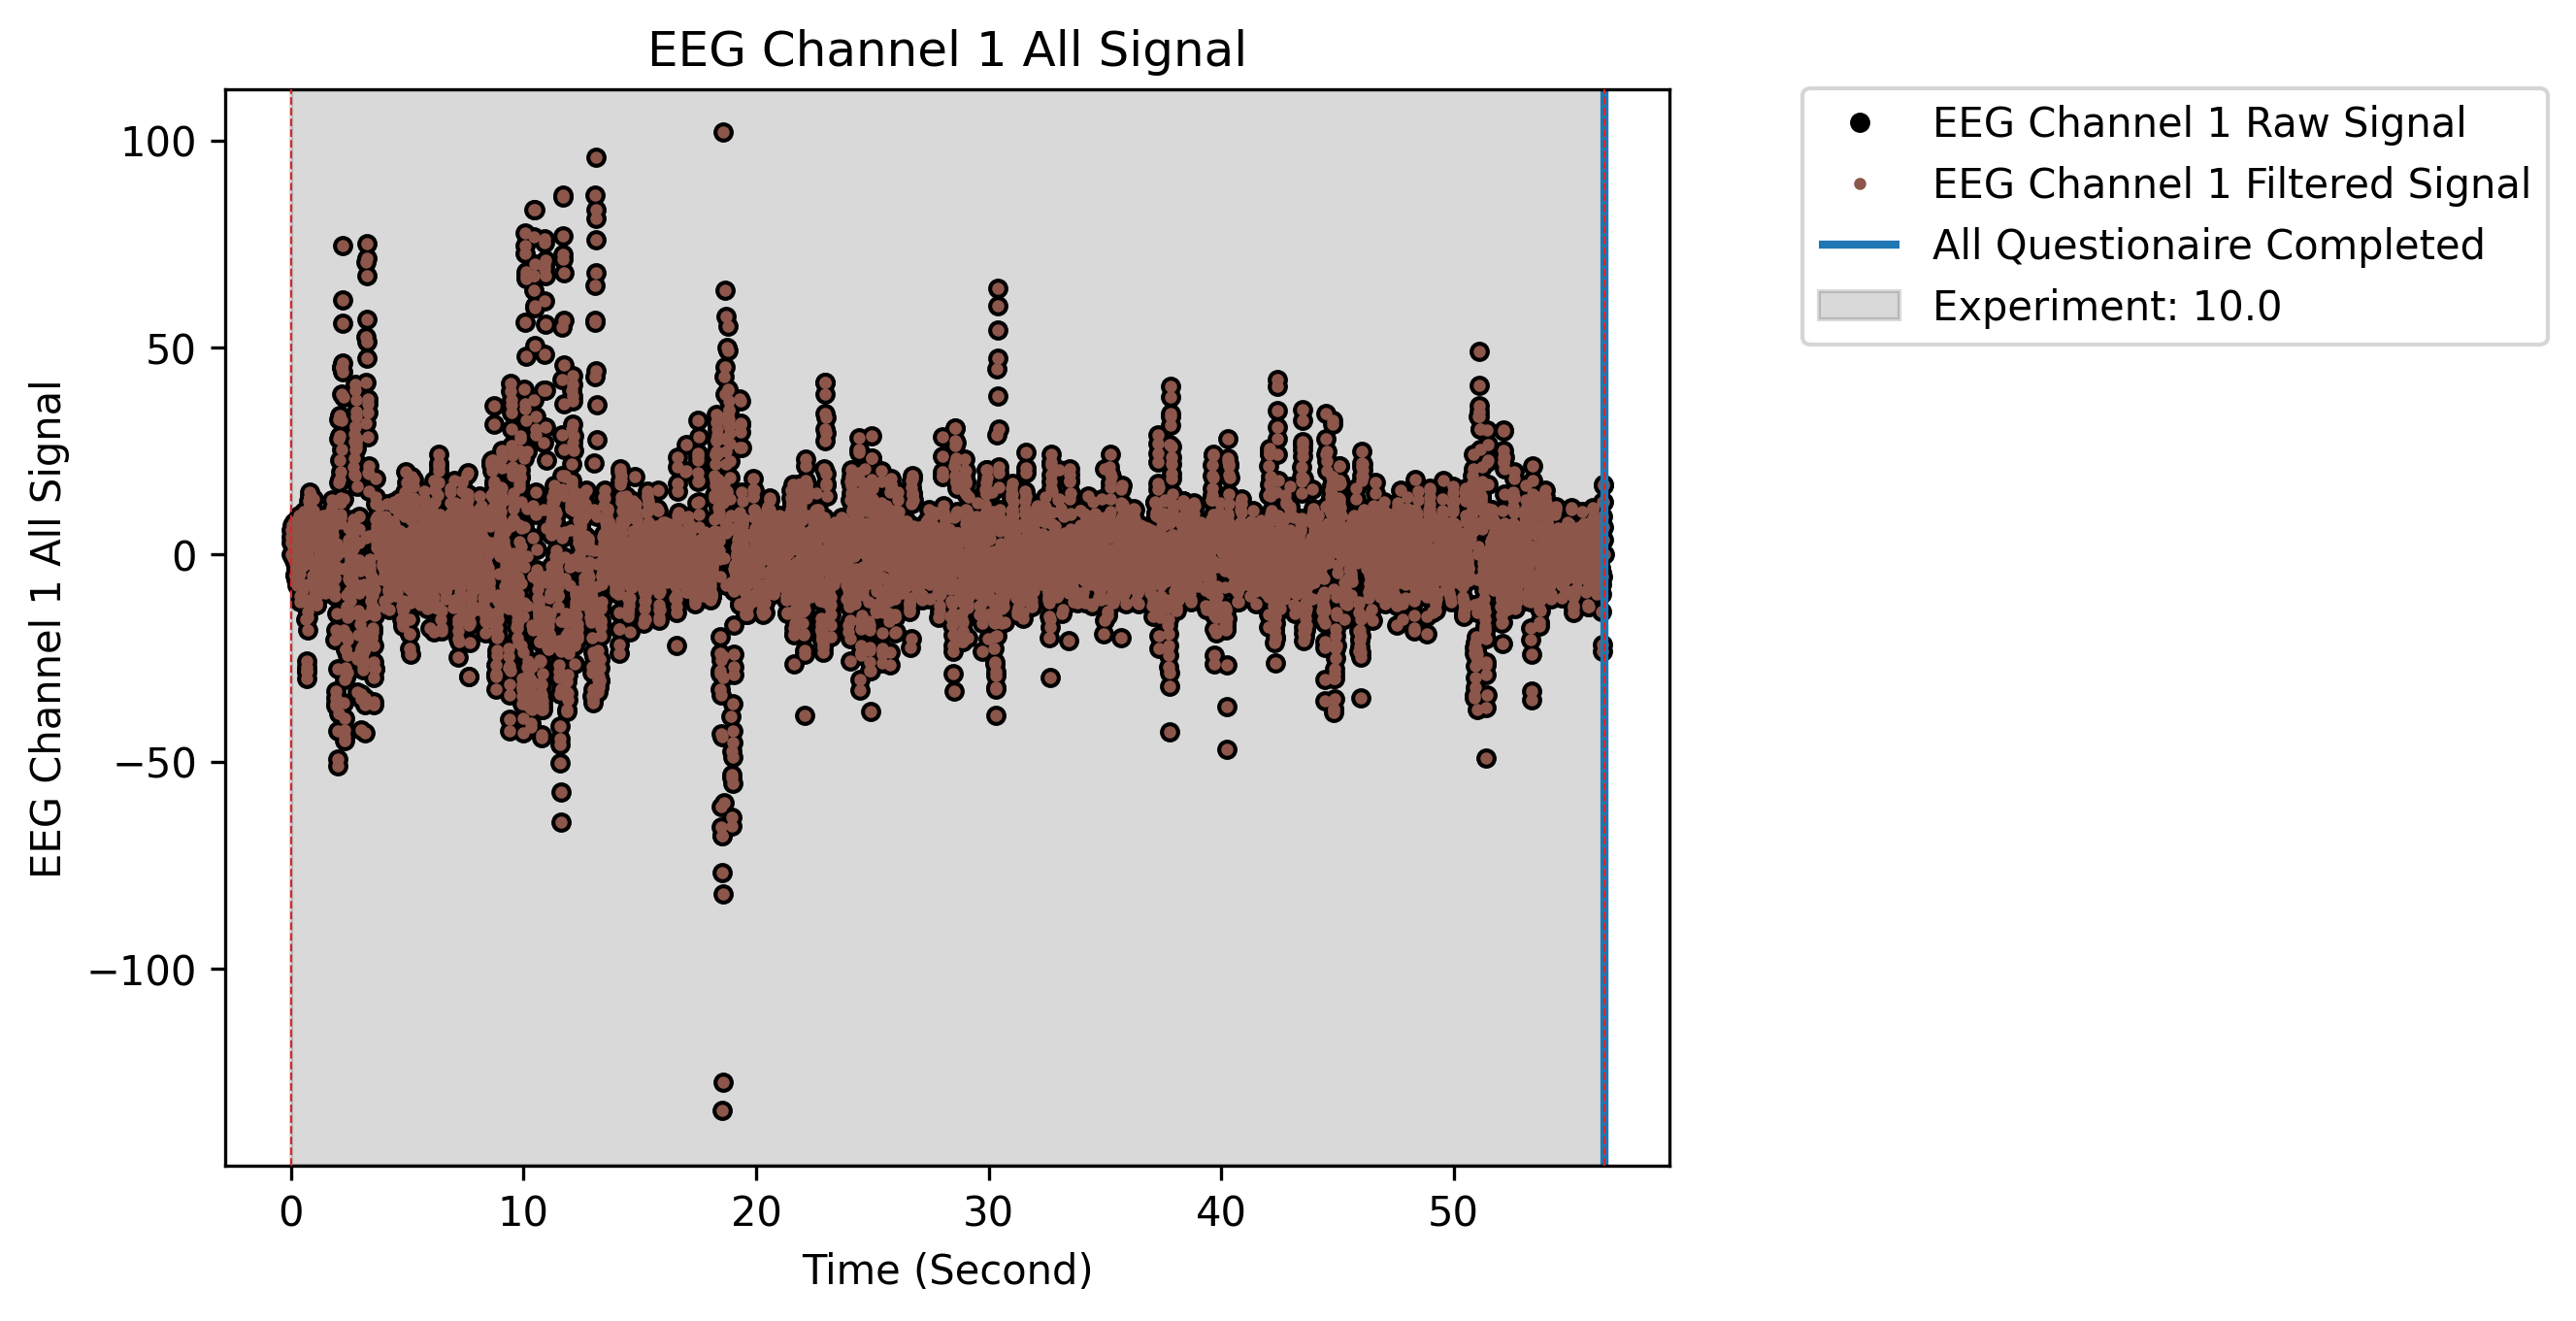 EEG Channel 1 All Signal
EEG Channel 1 All Signal
100
50
0
−50
−100
0 10 20 30 40 50
Time (Second)
EEG Channel 1 Raw Signal
EEG Channel 1 Filtered Signal
All Questionaire Completed
Experiment: 10.0